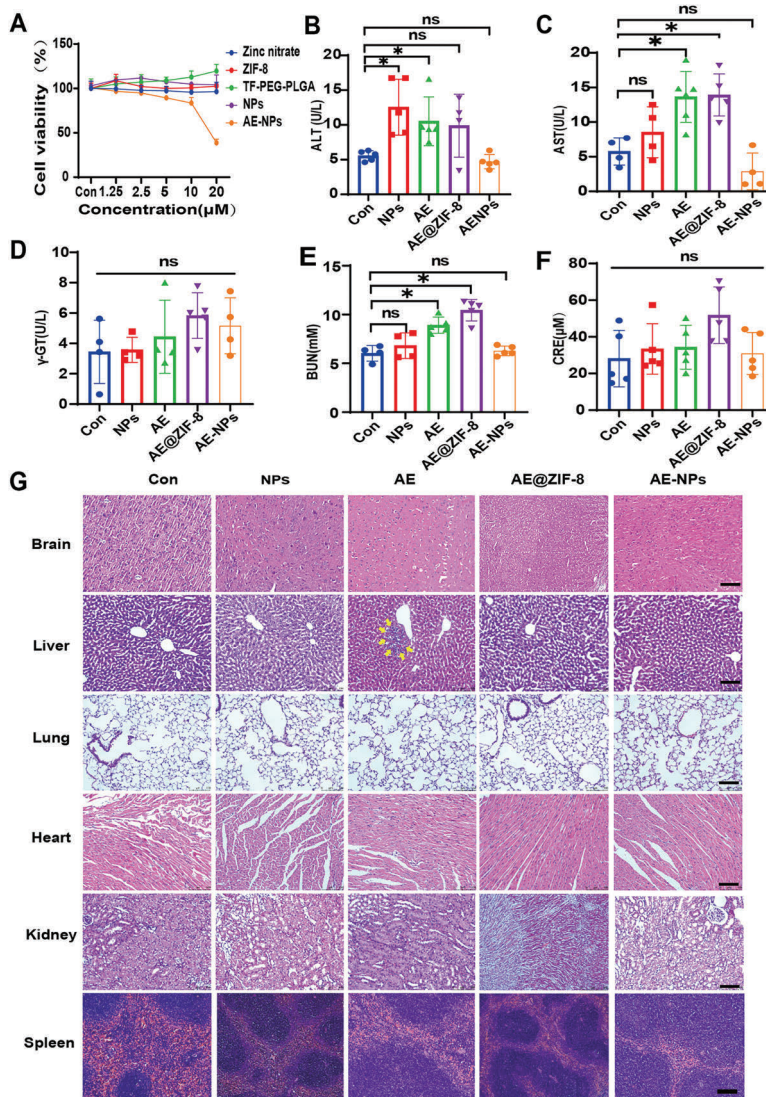 A
Cell viability (%)
150
100
50
0
Con 1.25 2.5 5 10 20
Concentration(μM)
Zinc nitrate
ZIF-8
TF-PEG-PLGA
NPs
AE-NPs
B
ns
ns
*
*
ALT (U/L)
20
15
10
5
0
Con NPs AE AE@ZIF-8 AENPs
C
ns
*
*
ns
AST(U/L)
20
15
10
5
0
Con NPs AE AE@ZIF-8 AE-NPs
D
ns
γ-GT(U/L)
8
6
4
2
0
Con NPs AE AE@ZIF-8 AE-NPs
E
ns
*
*
ns
BUN(mM)
15
10
5
0
Con NPs AE AE@ZIF-8 AE-NPs
F
ns
CRE(μM)
80
60
40
20
0
Con NPs AE AE@ZIF-8 AE-NPs
G
Con NPs AE AE@ZIF-8 AE-NPs
Brain
Liver
Lung
Heart
Kidney
Spleen